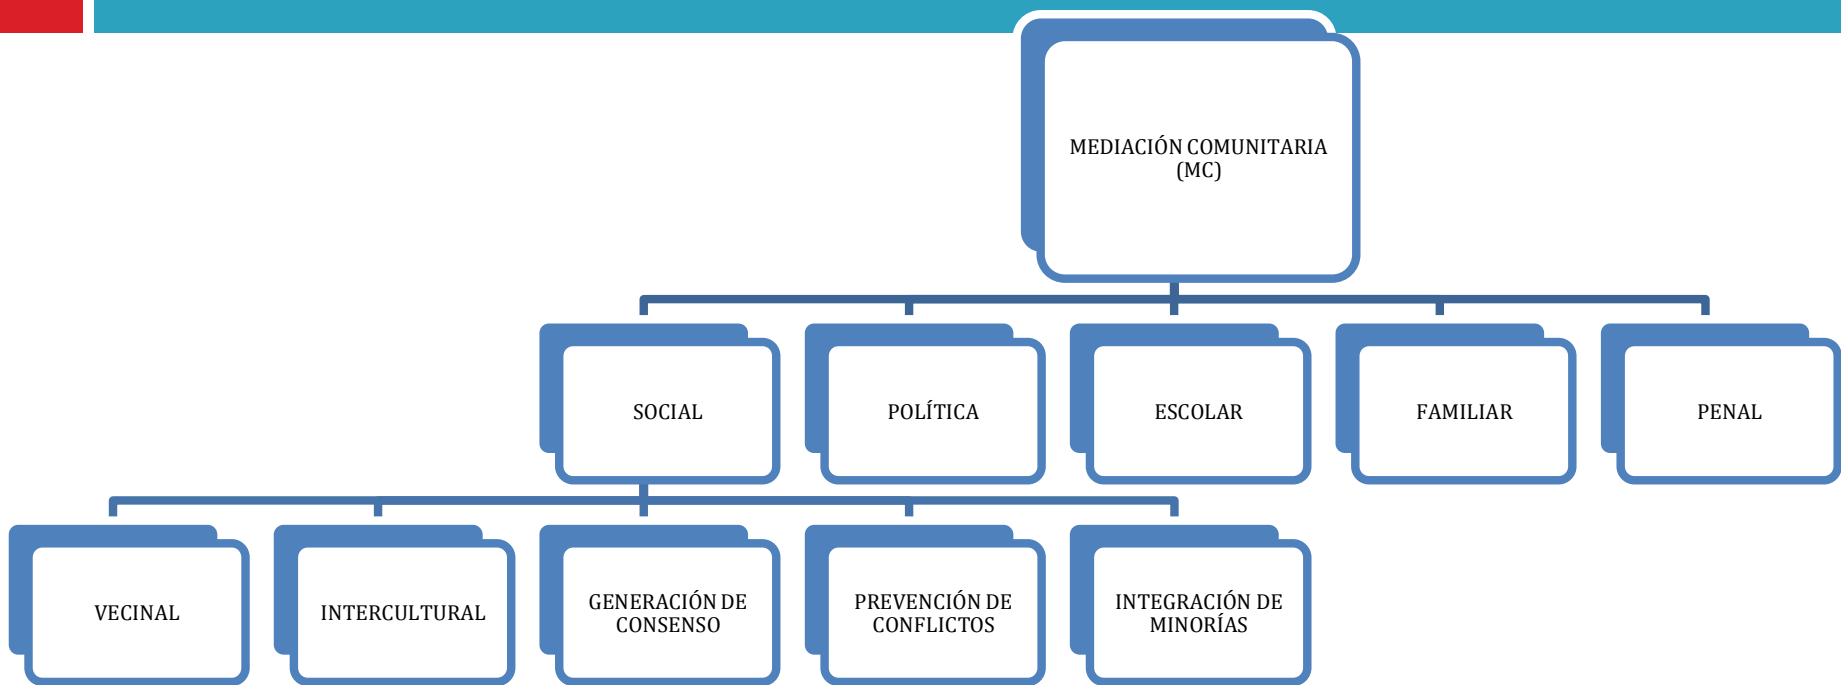 MEDIACIÓN COMUNITARIA
(MC)
SOCIAL
POLÍTICA
ESCOLAR
FAMILIAR
PENAL
VECINAL
INTERCULTURAL
GENERACIÓN DE
CONSENSO
PREVENCIÓN DE
CONFLICTOS
INTEGRACIÓN DE
MINORÍAS